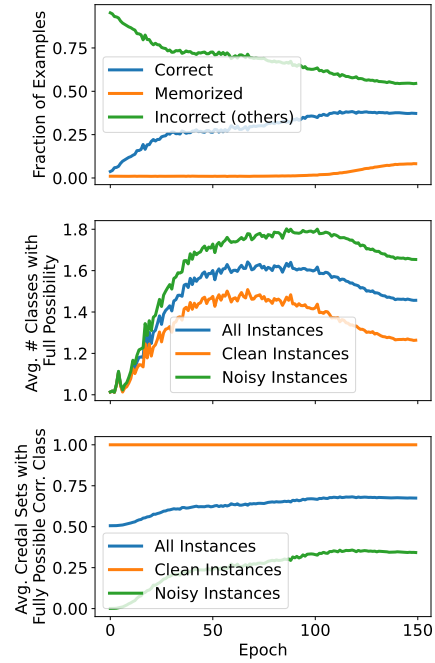 Fraction of Examples
0.75
0.50
0.25
0.00
Correct
Memorized
Incorrect (others)
Avg. # Classes with
Full Possibility
1.8
1.6
1.4
1.2
1.0
All Instances
Clean Instances
Noisy Instances
Avg. Credal Sets with
Fully Possible Corr. Class
1.00
0.75
0.50
0.25
0.00
All Instances
Clean Instances
Noisy Instances
0 50 100 150
Epoch